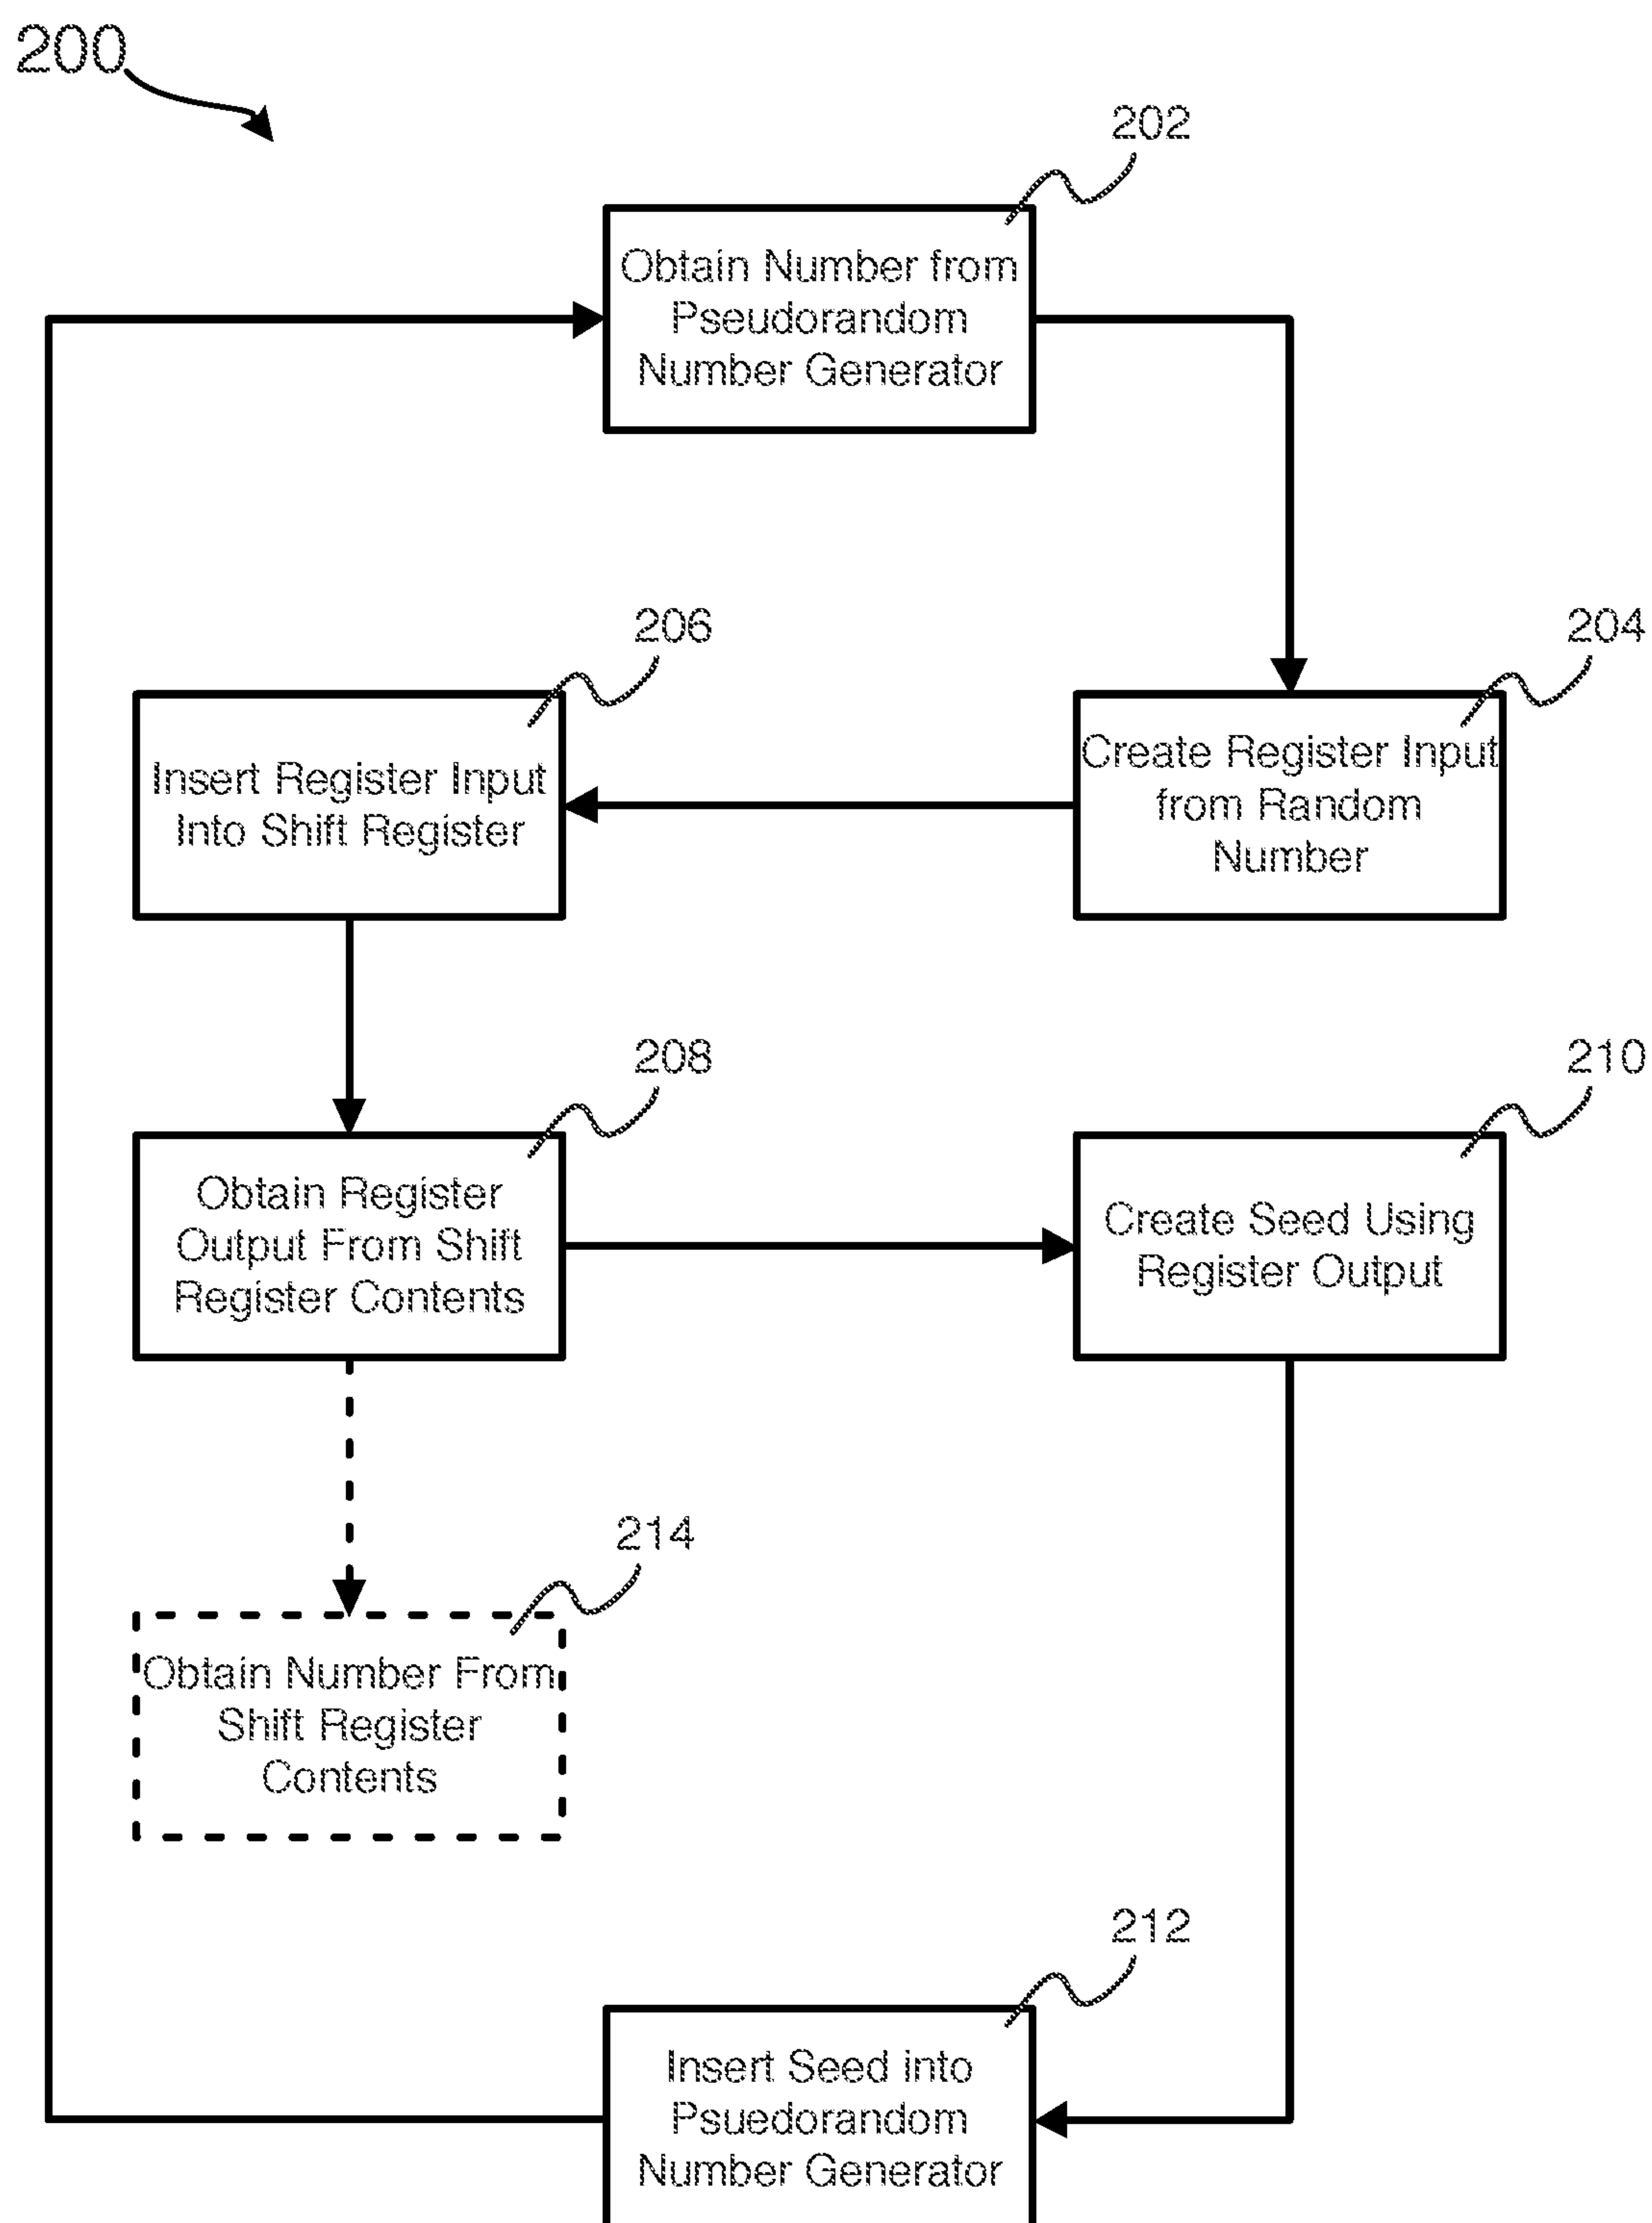 200
202
Obtain Number from
Pseudorandom
Number Generator
206
204
Insert Register Input
Into Shift Register
Create Register Input
from Random
Number
208
210
Obtain Register
Output From Shift
Register Contents
Create Seed Using
Register Output
214
Obtain Number From
Shift Register
Contents
212
Insert Seed into
Psuedorandom
Number Generator